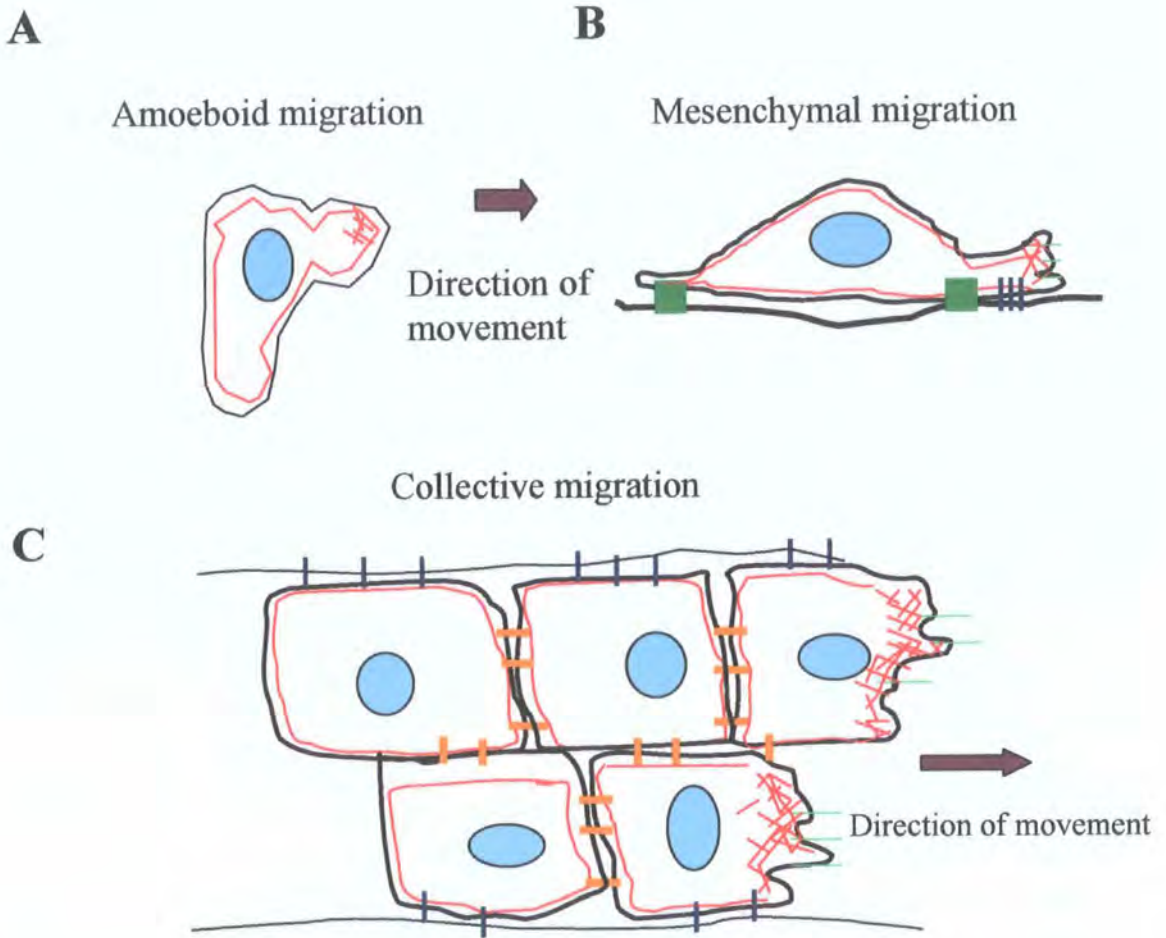 A
B
Amoeboid migration
Mesenchymal migration
Direction of
movement
Collective migration
C
Direction of movement